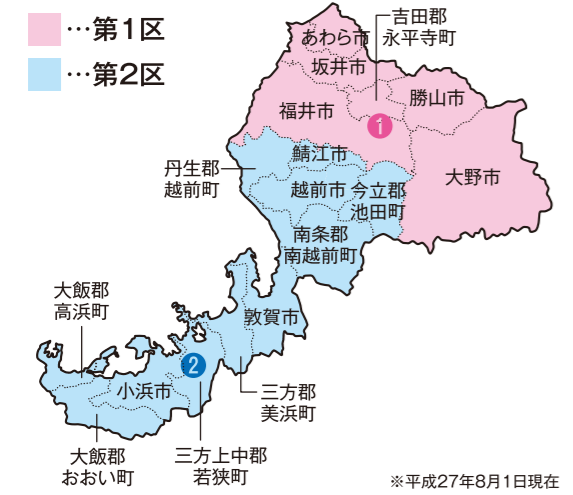 …第1区
…第2区
吉田郡
永平寺町
あわら市
坂井市
勝山市
福井市
1
大野市
鯖江市
丹生郡
越前町
越前市
今立郡
池田町
南条郡
南越前町
大飯郡
高浜町
敦賀市
2
小浜市
三方郡
美浜町
大飯郡
おおい町
三方上中郡
若狭町
※平成27年8月1日現在